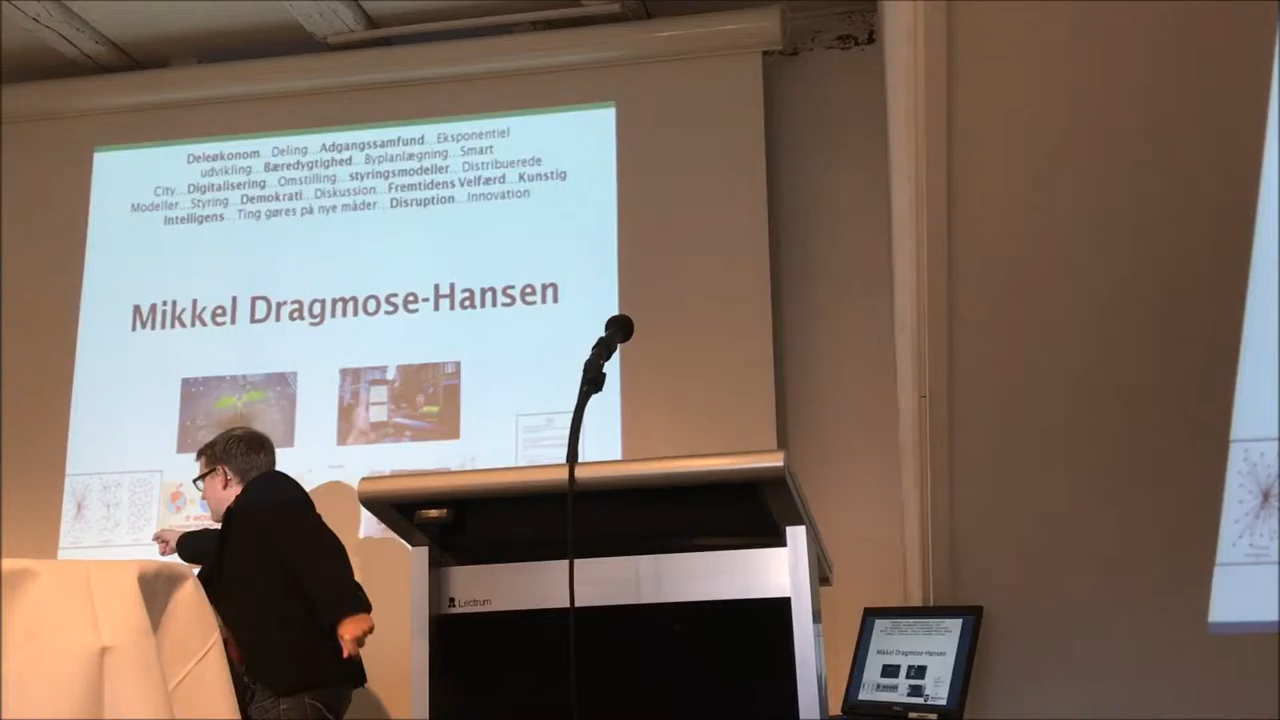 Deleøkonom...Deling...Adgangssamfund...Eksponentiel
udvikling...Bæredygtighed...Byplanlægning...Smart
City...Digitalisering...Omstilling...styringsmodeller...Distribuerede
Modeller...Styring...Demokrati...Diskussion...Fremtidens Velfærd...Kunstig
Intelligens...Ting gøres på nye måder...Disruption...Innovation
Mikkel Dragmose-Hansen
Lectrum
Mikkel Dragmose-Hansen
DELL